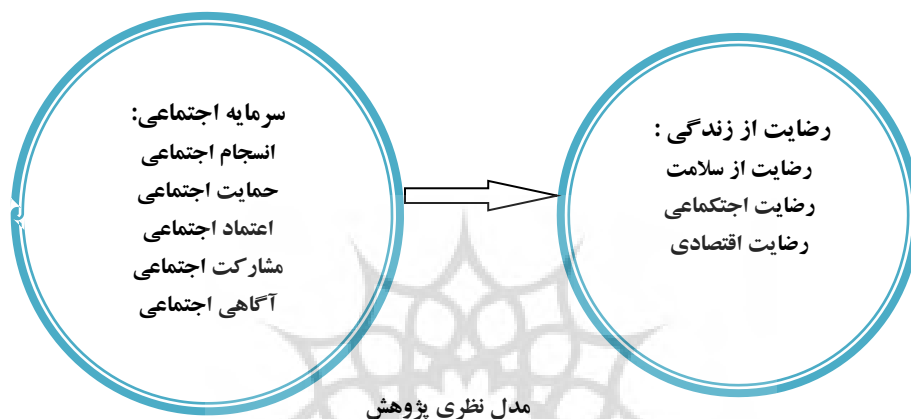 سرمایه اجتماعی:
انسجام اجتماعی
حمایت اجتماعی
اعتماد اجتماعی
مشارکت اجتماعی
آگاهی اجتماعی
رضایت از زندگی :
رضایت از سلامت
رضایت اجتکماعی
رضایت اقتصادی
مدل نظری پژوهش